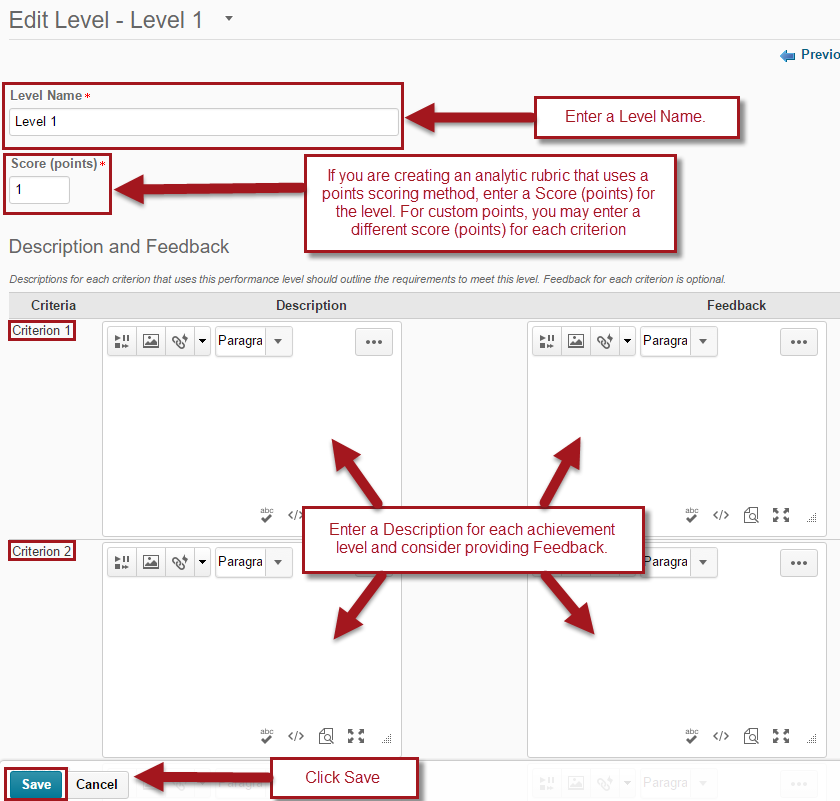 Edit Level - Level 1
Previo
Level Name *
Level 1
Enter a Level Name.
Score (points) *
1
If you are creating an analytic rubric that uses a
points scoring method, enter a Score (points) for
the level. For custom points, you may enter a
different score (points) for each criterion
Description and Feedback
Descriptions for each criterion that uses this performance level should outline the requirements to meet this level. Feedback for each criterion is optional.
Criteria Description Feedback
Criterion 1
Paragra
Paragra
abc
abc
Enter a Description for each achievement
level and consider providing Feedback.
Criterion 2
Paragra
Paragra
abc
abc
Save
Cancel
Click Save
Paragra